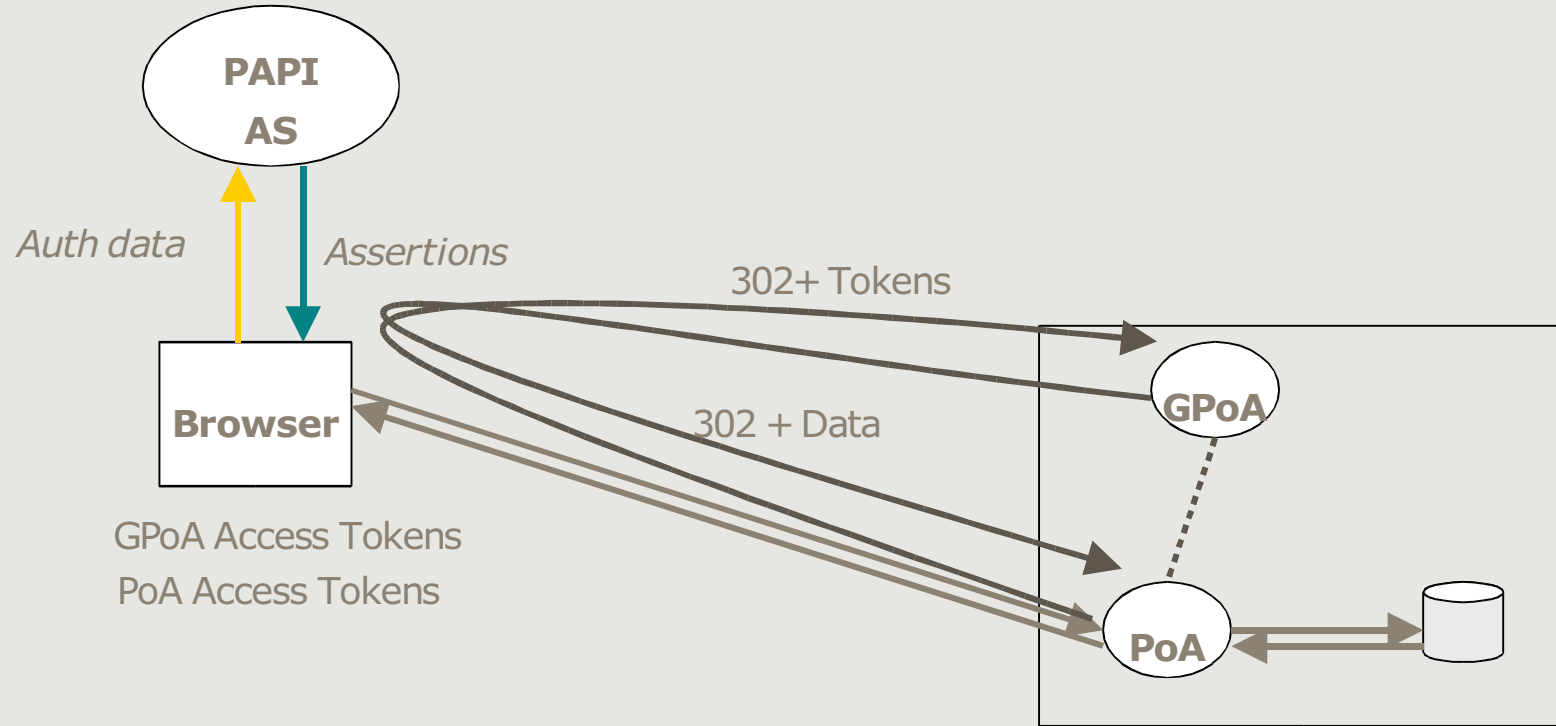 PAPI
AS
Auth data
Assertions
302+ Tokens
Browser
GPoA
302 + Data
GPoA Access Tokens
PoA Access Tokens
PoA